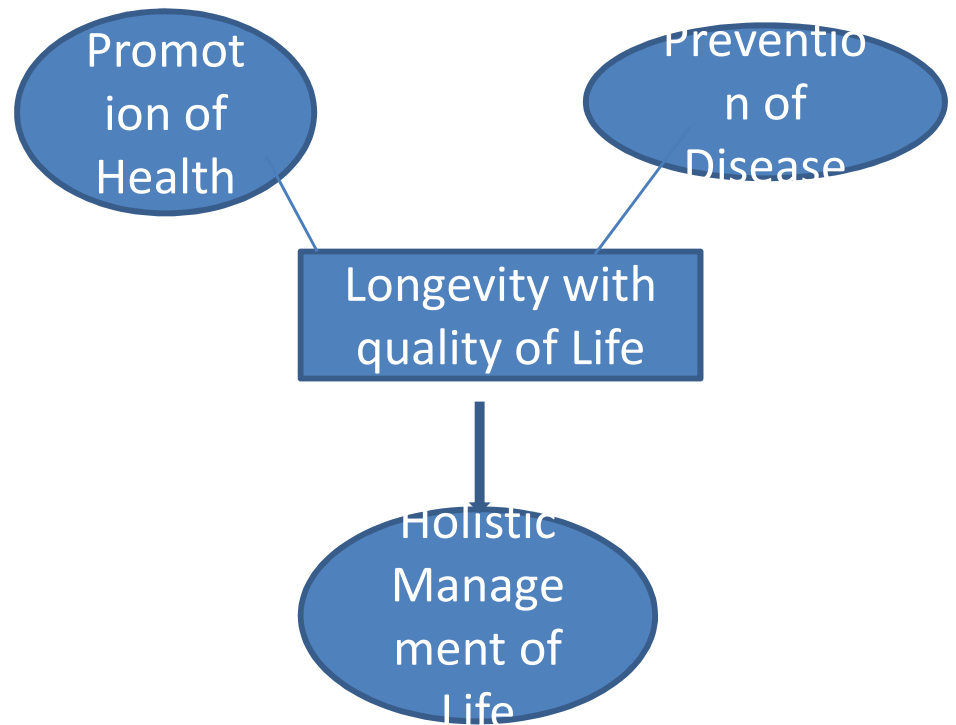 Promot
ion of
Health
Preventio
n of
Disease
Longevity with
quality of Life
Holistic
Manage
ment of
Life